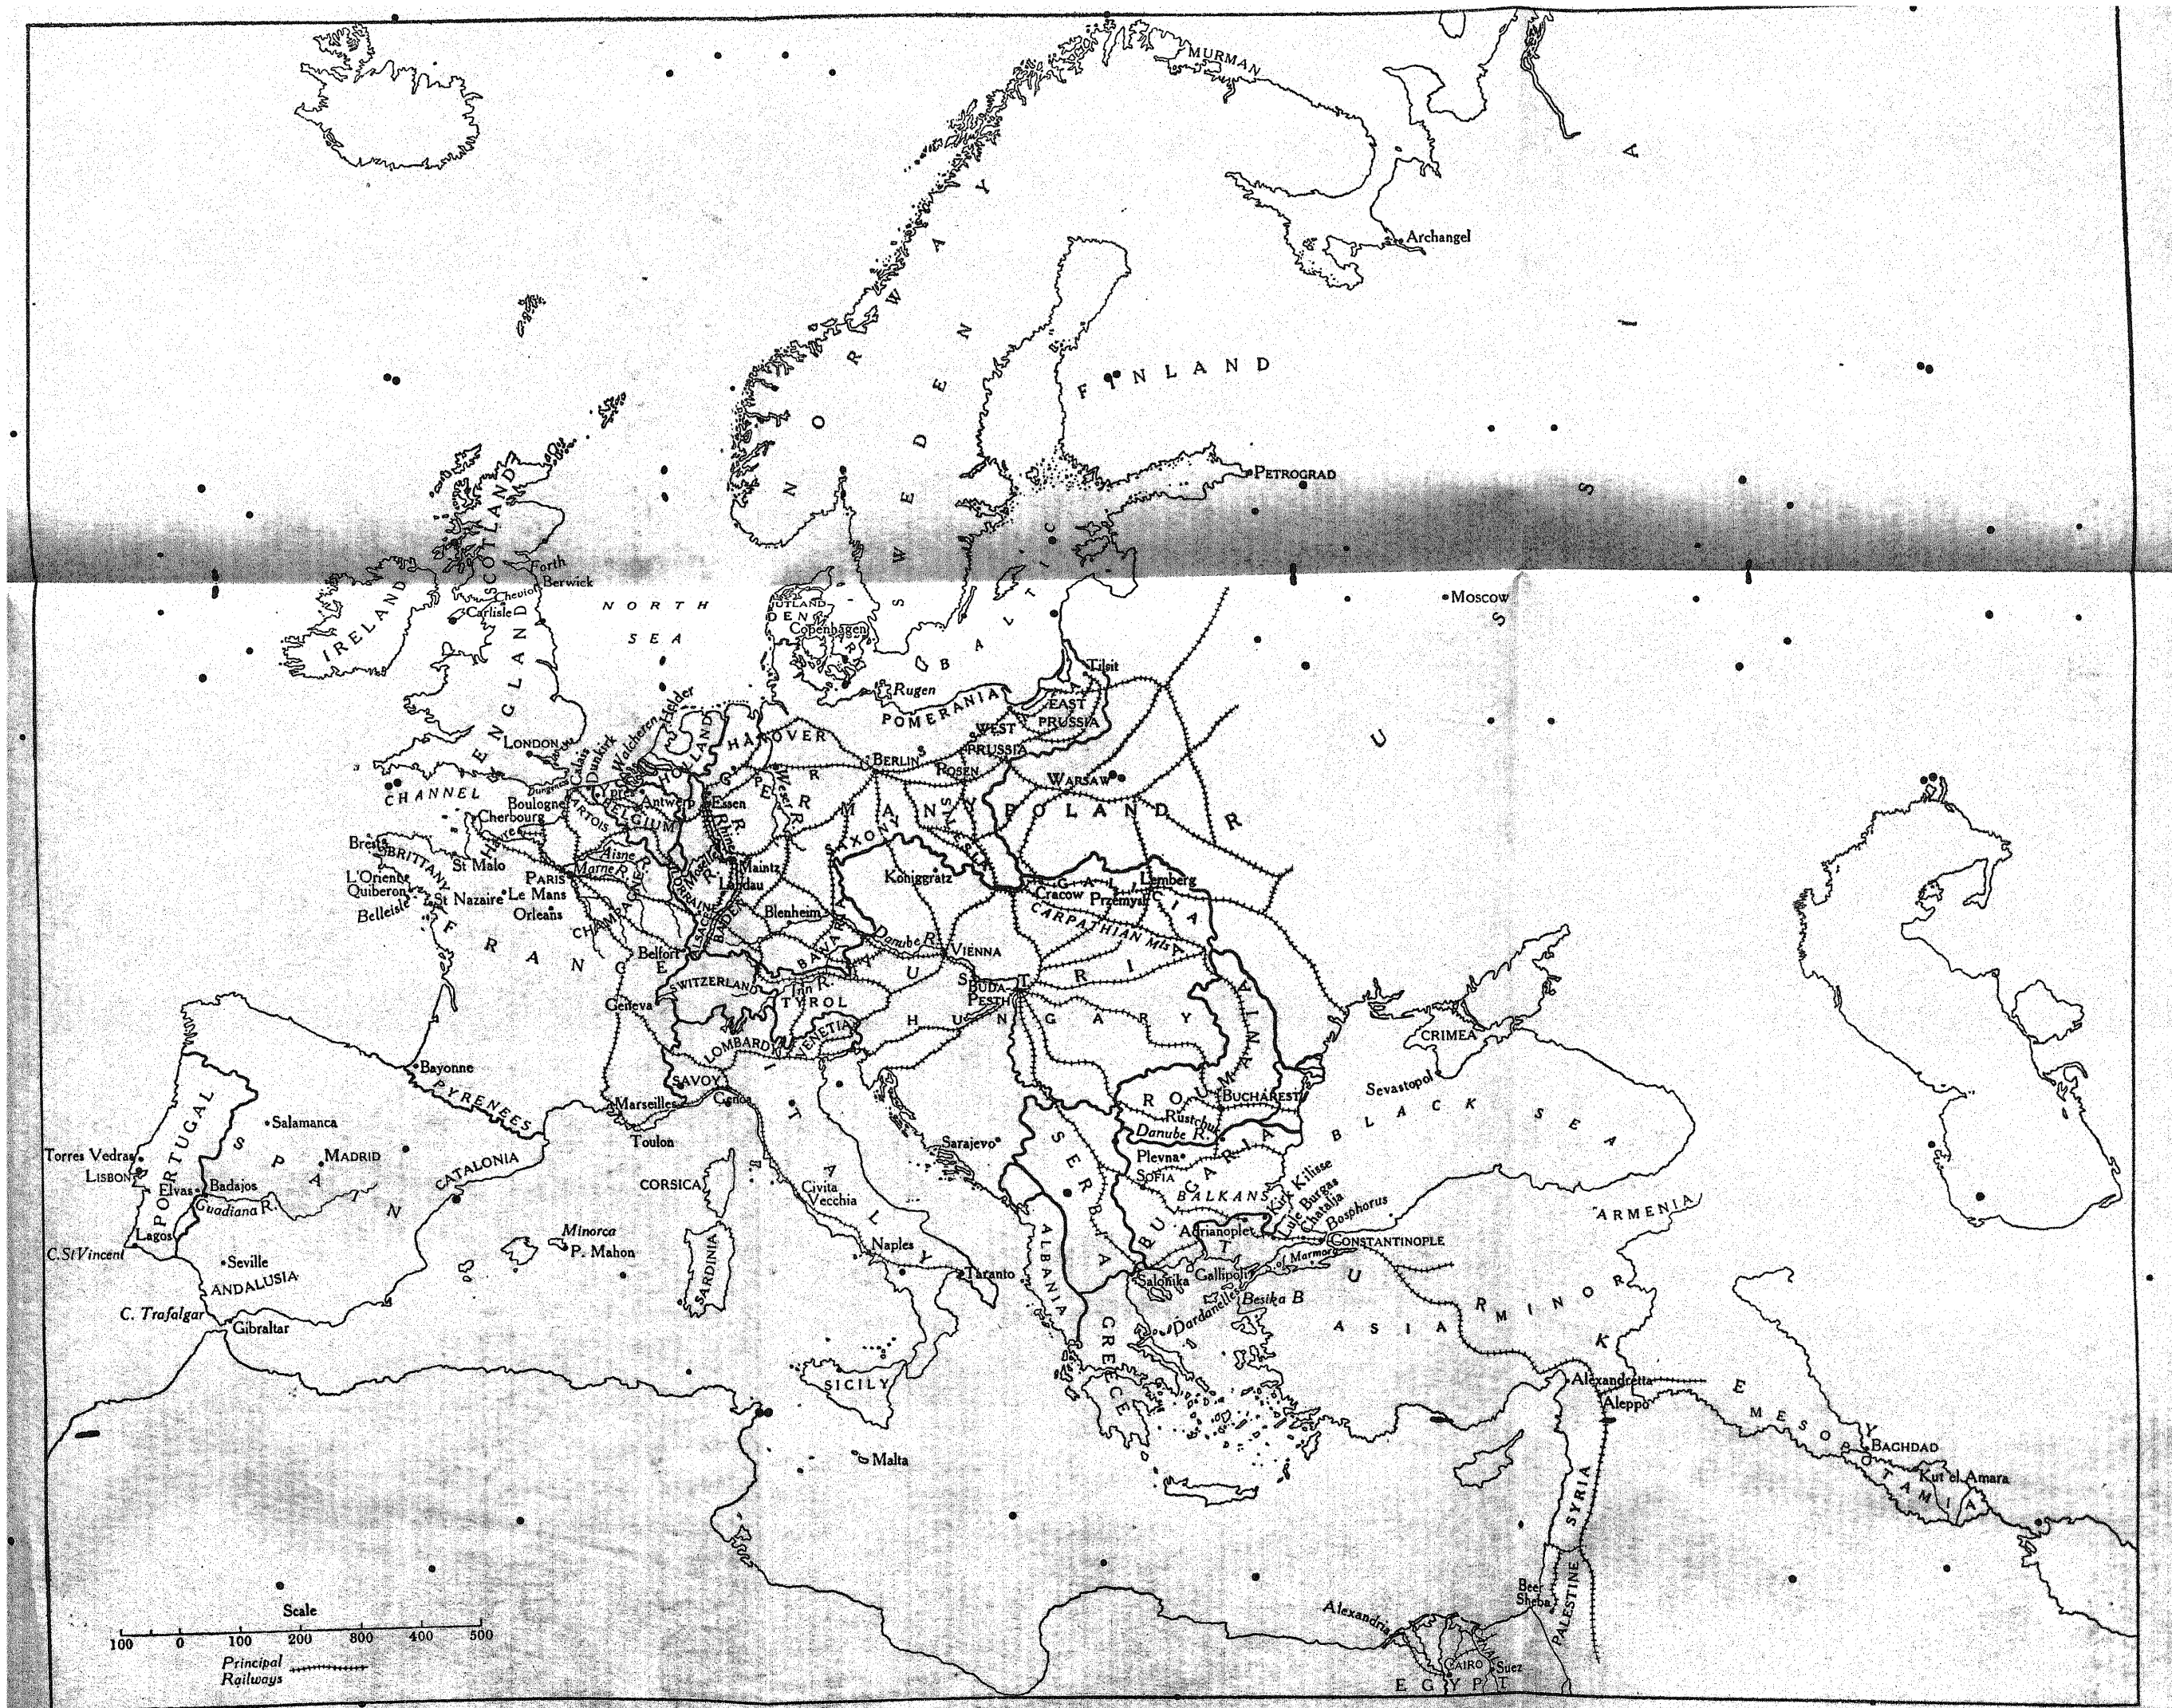 MURMAN
NORWAY
SWEDEN
FINLAND
RUSSIA
Archangel
PETROGRAD
Moscow
SCOTLAND
Forth
Berwick
Cheviot
Carlisle
IRELAND
ENGLAND
LONDON
NORTH
SEA
CHANNEL
JUTLAND
DEN
Copenhagen
BALTIC
Rugen
POMERANIA
Tilsit
EAST
PRUSSIA
WEST
PRUSSIA
Helder
Walcheren
Dunkirk
Calais
Dungeness
HOLLAND
HANOVER
BERLIN
POSEN
WARSAW
POLAND
GERMANY
Weser R.
Ypres
Antwerp
Essen
Boulogne
ARTOIS
BELGIUM
Rhine
Cherbourg
Havre
Brest
BRITTANY
St Malo
Aisne R.
Marne R.
PARIS
Moselle R.
Maintz
Landau
LORRAINE
ALSACE
BADEN
SAXONY
SILESIA
Königgrätz
L'Orient
Quiberon
Belleisle
St Nazaire
Le Mans
Orleans
CHAMPAGNE
FRANCE
Belfort
Blenheim
BAVARIA
Danube R.
VIENNA
GALICIA
Cracow
Przemysl
Lemberg
CARPATHIAN Mts
AUSTRIA
SWITZERLAND
Geneva
Inn R.
TYROL
BUDA-
PESTH
HUNGARY
LOMBARDY
VENETIA
SAVOY
Genoa
Marseilles
Toulon
Bayonne
PYRENEES
PORTUGAL
SPAIN
Salamanca
MADRID
Torres Vedras
LISBON
Elvas
Badajos
Guadiana R.
CATALONIA
Lagos
C. St Vincent
Seville
ANDALUSIA
C. Trafalgar
Gibraltar
Minorca
P. Mahon
CORSICA
SARDINIA
ITALY
Civita
Vecchia
Naples
Taranto
SICILY
Malta
Sarajevo
SERBIA
ALBANIA
GREECE
ROUMANIA
BUCHAREST
Rustchuk
Danube R.
Plevna
SOFIA
BULGARIA
BALKANS
Kirk Kilisse
Lule Burgas
Chatalja
Bosphorus
Adrianople
CONSTANTINOPLE
of Marmora
Salonika
Gallipoli
Dardanelles
Besika B
CRIMEA
Sevastopol
BLACK SEA
ARMENIA
TURKEY
ASIA MINOR
Alexandretta
Aleppo
MESOPOTAMIA
BAGHDAD
Kut el Amara
SYRIA
PALESTINE
Beer
Sheba
Alexandria
CANAL
CAIRO
Suez
EGYPT
Scale
100 0 100 200 300 400 500
Principal
Railways